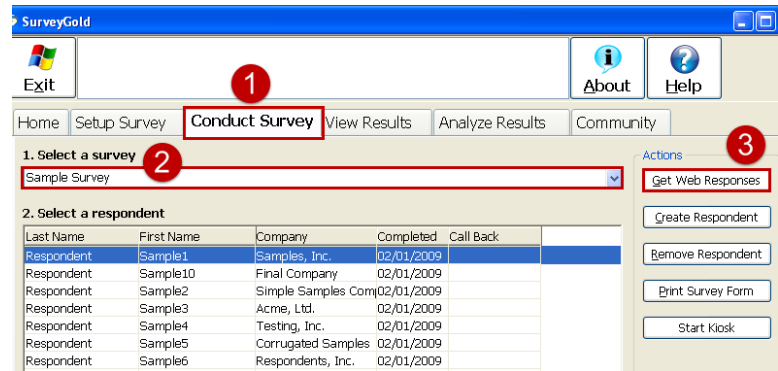 SurveyGold
Exit
About
Help
1
Home Setup Survey Conduct Survey View Results Analyze Results Community
1. Select a survey
2
Sample Survey
2. Select a respondent
Last Name First Name Company Completed Call Back
Respondent Sample1 Samples, Inc. 02/01/2009
Respondent Sample10 Final Company 02/01/2009
Respondent Sample2 Simple Samples Com 02/01/2009
Respondent Sample3 Acme, Ltd. 02/01/2009
Respondent Sample4 Testing, Inc. 02/01/2009
Respondent Sample5 Corrugated Samples 02/01/2009
Respondent Sample6 Respondents, Inc. 02/01/2009
Actions
3
Get Web Responses
Create Respondent
Remove Respondent
Print Survey Form
Start Kiosk